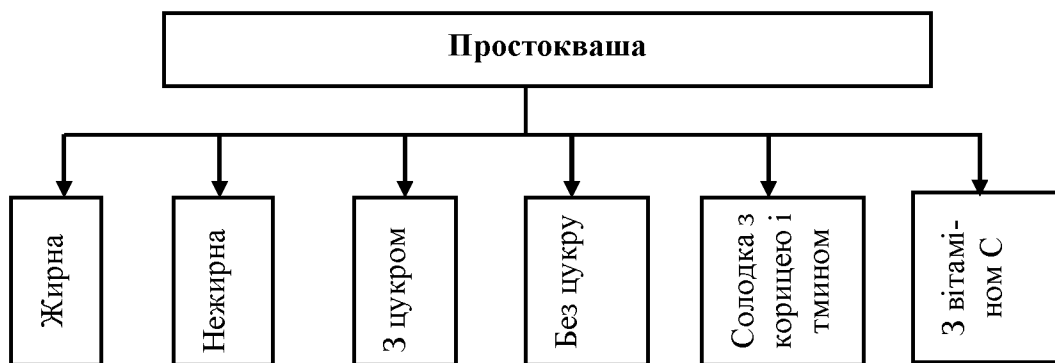 Простокваша
Жирна
Нежирна
З цукром
Без цукру
Солодка з
корицею і
тмином
З вітамі-
ном С